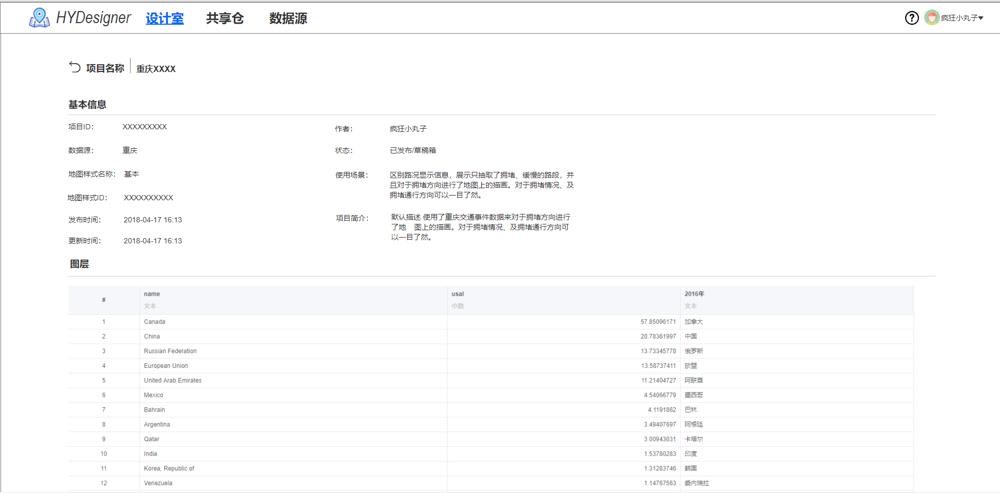 HYDesigner 设计室 共享仓 数据源 疯狂小丸子
项目名称 重庆XXXX
基本信息
项目ID： XXXXXXXXX 作者： 疯狂小丸子
数据源： 重庆 状态： 已发布/草稿箱
地图样式名称： 基本 使用场景： 区别路况显示信息，展示只抽取了拥堵、缓慢的路段，并
且对于拥堵方向进行了地图上的描画。对于拥堵情况、及
拥堵通行方向可以一目了然。
地图样式ID： XXXXXXXXXX
发布时间： 2018-04-17 16:13 项目简介： 默认描述 使用了重庆交通事件数据来对于拥堵方向进行
了地 图上的描画。对于拥堵情况、及拥堵通行方向可
以一目了然。
更新时间： 2018-04-17 16:13
图层
# name usal 2016年
文本 小数 文本
1 Canada 57.85096171 加拿大
2 China 20.78361997 中国
3 Russian Federation 13.73345778 俄罗斯
4 European Union 13.58737411 欧盟
5 United Arab Emirates 11.21404727 阿联酋
6 Mexico 4.54066779 墨西哥
7 Bahrain 4.1191862 巴林
8 Argentina 3.49407697 阿根廷
9 Qatar 3.00943031 卡塔尔
10 India 1.53780283 印度
11 Korea, Republic of 1.31283746 韩国
12 Venezuela 1.14767563 委内瑞拉